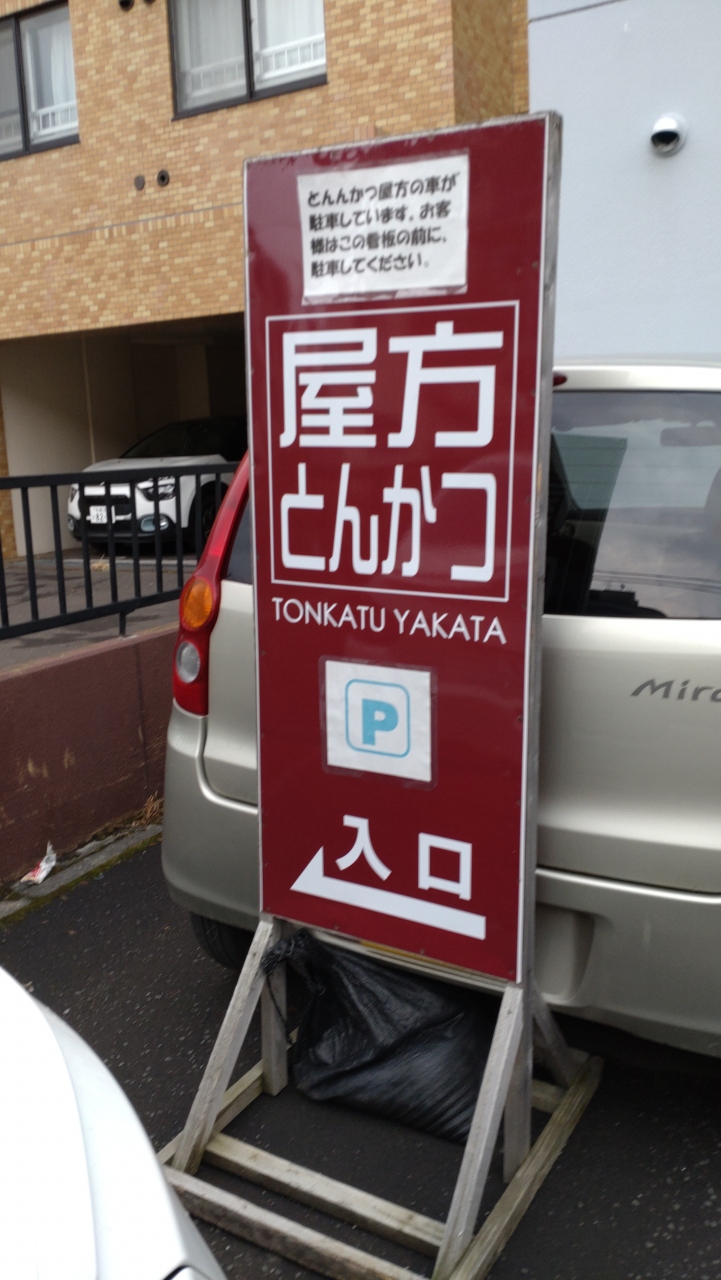 とんんかつ屋方の車が
駐車しています。お客
様はこの看板の前に、
駐車してください。
屋方
とんかつ
TONKATU YAKATA
P
入口
Mira